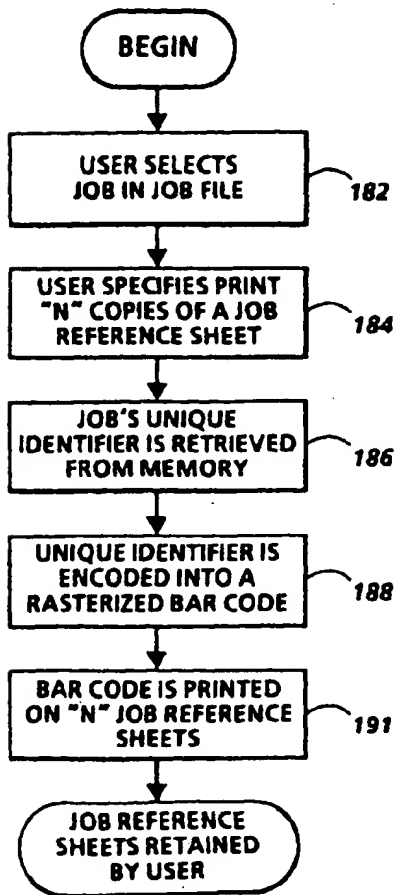 BEGIN
USER SELECTS
JOB IN JOB FILE
182
USER SPECIFIES PRINT
"N" COPIES OF A JOB
REFERENCE SHEET
184
JOB'S UNIQUE
IDENTIFIER IS RETRIEVED
FROM MEMORY
186
UNIQUE IDENTIFIER IS
ENCODED INTO A
RASTERIZED BAR CODE
188
BAR CODE IS PRINTED
ON "N" JOB REFERENCE
SHEETS
191
JOB REFERENCE
SHEETS RETAINED
BY USER